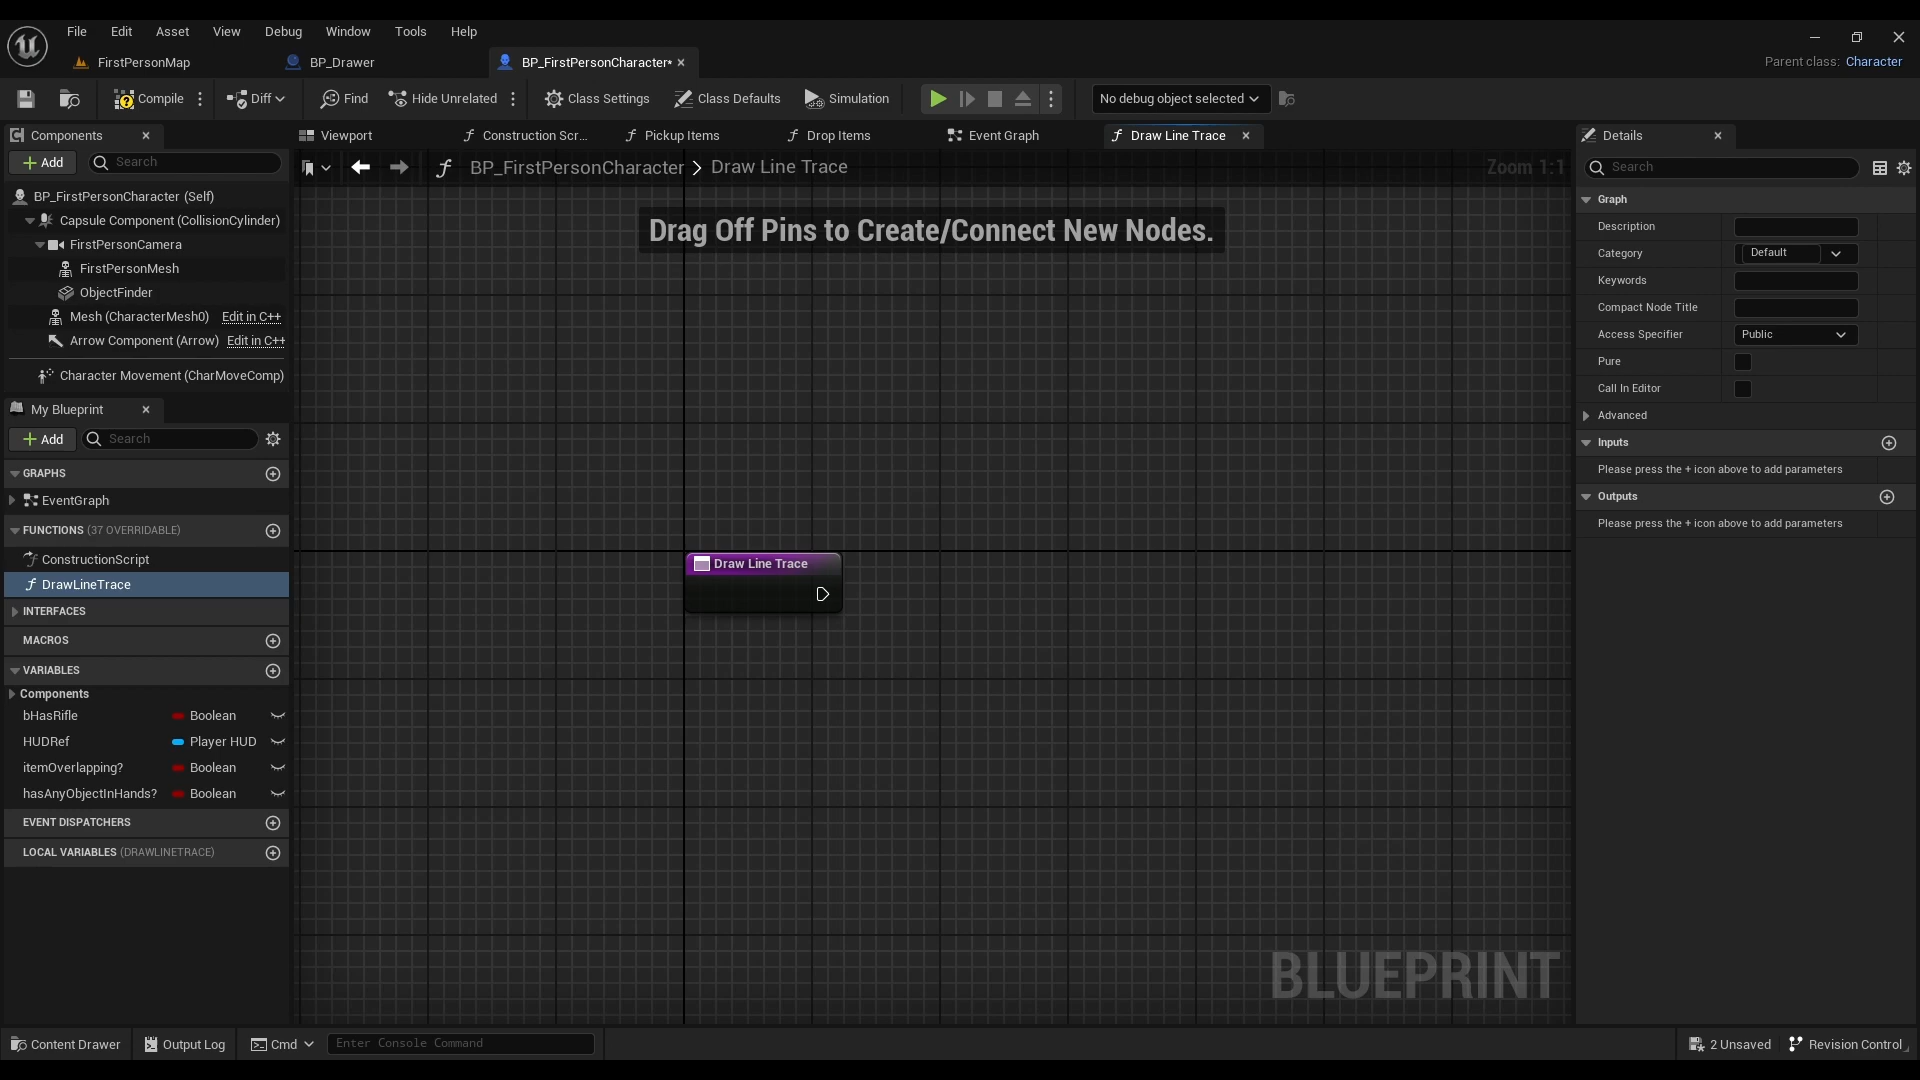 File Edit Asset View Debug Window Tools Help
FirstPersonMap BP_Drawer BP_FirstPersonCharacter* Parent class: Character
Compile Diff Find Hide Unrelated Class Settings Class Defaults Simulation No debug object selected
Components Viewport Construction Scr... Pickup Items Drop Items Event Graph Draw Line Trace Details
Add Search BP_FirstPersonCharacter Draw Line Trace Zoom 1:1 Search
BP_FirstPersonCharacter (Self)
Capsule Component (CollisionCylinder)
FirstPersonCamera
FirstPersonMesh
ObjectFinder
Mesh (CharacterMesh0) Edit in C++
Arrow Component (Arrow) Edit in C++
Character Movement (CharMoveComp)
My Blueprint
Add Search
GRAPHS
EventGraph
FUNCTIONS (37 OVERRIDABLE)
ConstructionScript
DrawLineTrace
INTERFACES
MACROS
VARIABLES
Components
bHasRifle Boolean
HUDRef Player HUD
itemOverlapping? Boolean
hasAnyObjectInHands? Boolean
EVENT DISPATCHERS
LOCAL VARIABLES (DRAWLINETRACE)
Drag Off Pins to Create/Connect New Nodes.
Draw Line Trace
BLUEPRINT
Graph
Description
Category Default
Keywords
Compact Node Title
Access Specifier Public
Pure
Call In Editor
Advanced
Inputs
Please press the + icon above to add parameters
Outputs
Please press the + icon above to add parameters
Content Drawer Output Log Cmd Enter Console Command 2 Unsaved Revision Control